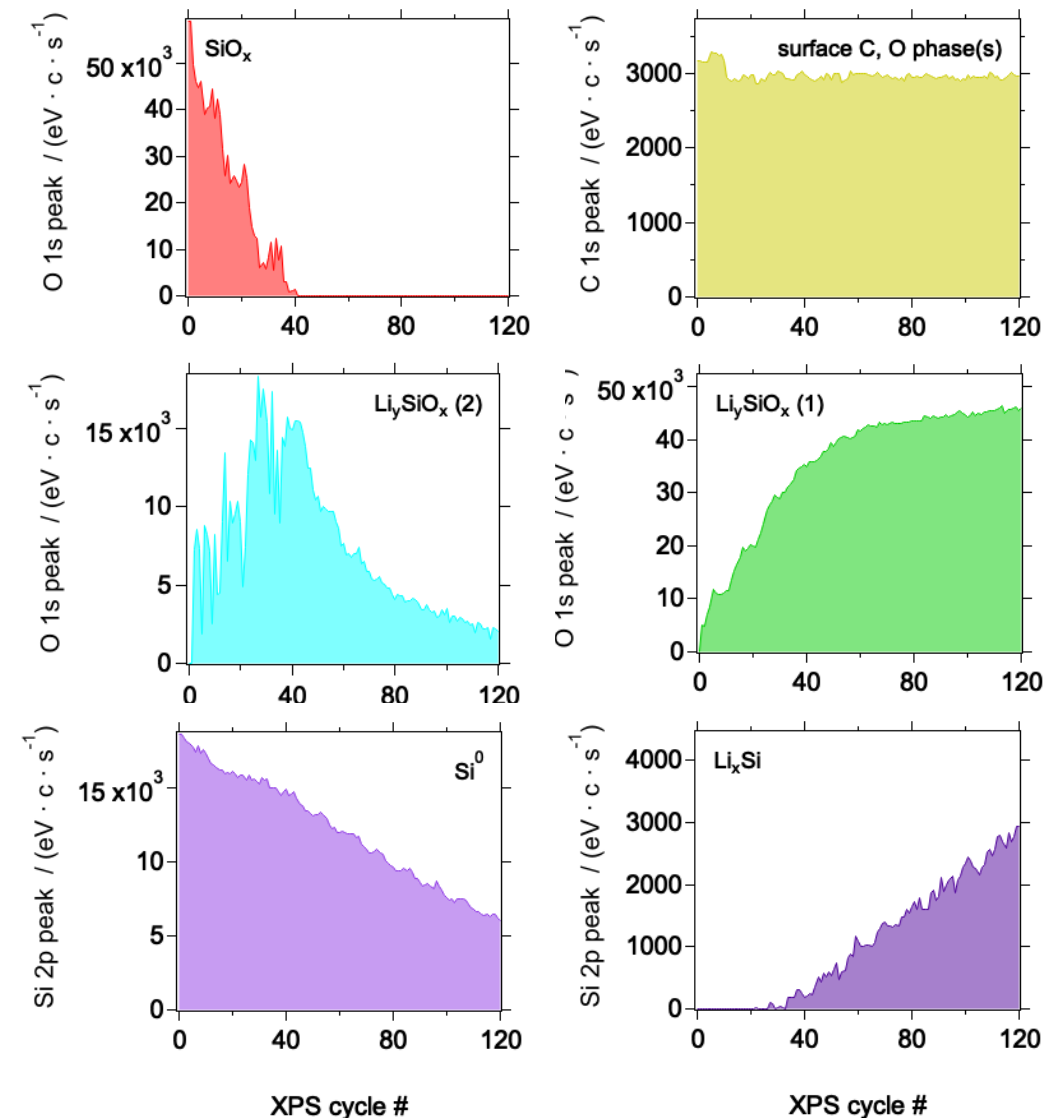 SiOₓ
O 1s peak / (eV · c · s⁻¹)
50 x10³
40
30
20
10
0
0 40 80 120
surface C, O phase(s)
C 1s peak / (eV · c · s⁻¹)
3000
2000
1000
0
0 40 80 120
LiᵧSiOₓ (2)
O 1s peak / (eV · c · s⁻¹)
15 x10³
10
5
0
0 40 80 120
LiᵧSiOₓ (1)
O 1s peak / (eV · c · s⁻¹)
50 x10³
40
30
20
10
0
0 40 80 120
Si⁰
Si 2p peak / (eV · c · s⁻¹)
15 x10³
10
5
0
0 40 80 120
XPS cycle #
LiₓSi
Si 2p peak / (eV · c · s⁻¹)
4000
3000
2000
1000
0
0 40 80 120
XPS cycle #